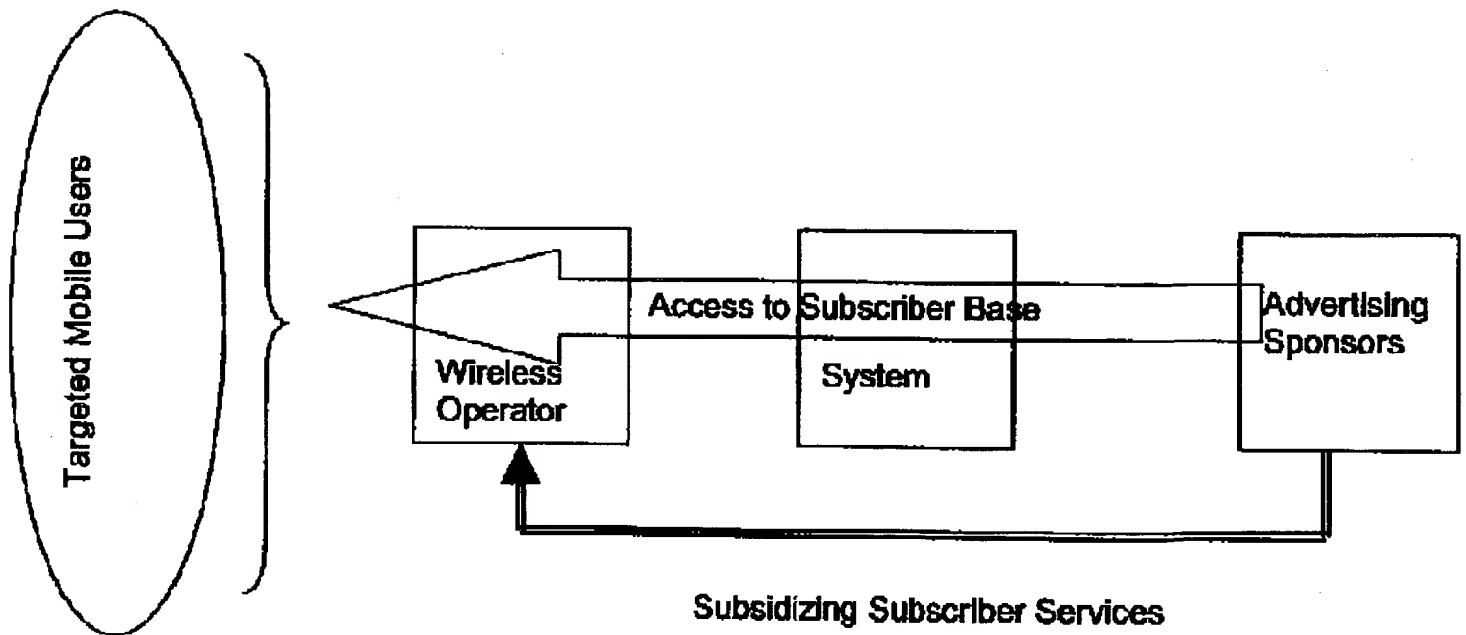 Targeted Mobile Users
Access to Subscriber Base
Advertising
Sponsors
Wireless
Operator
System
Subsidizing Subscriber Services